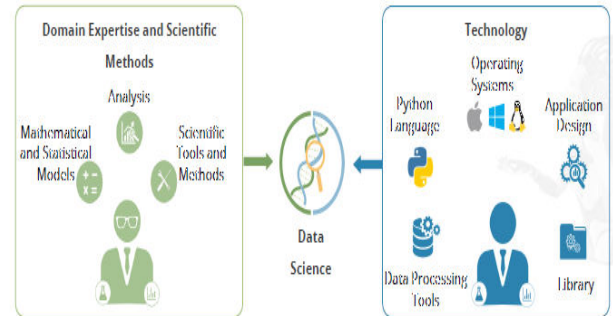 Domain Expertise and Scientific
Methods
Analysis
Mathematical
and Statistical
Models
Scientific
Tools and
Methods
Data
Science
Technology
Operating
Systems
Python
Language
Application
Design
Data Processing
Tools
Library